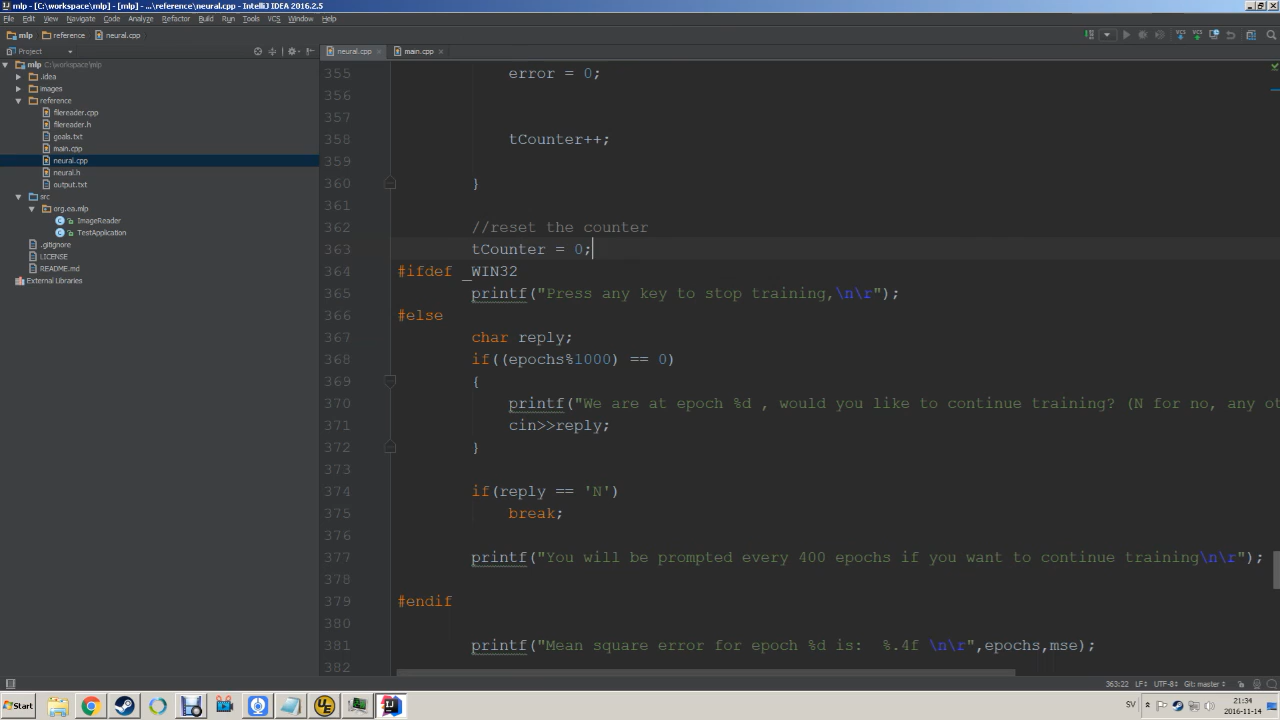 mlp - [C:\workspace\mlp] - [mlp] - ...\reference\neural.cpp - IntelliJ IDEA 2016.2.5
File Edit View Navigate Code Analyze Refactor Build Run Tools VCS Window Help
mlp reference neural.cpp
Project
neural.cpp main.cpp
mlp C:\workspace\mlp
.idea
images
reference
filereader.cpp
filereader.h
goals.txt
main.cpp
neural.cpp
neural.h
output.txt
src
org.ea.mlp
ImageReader
TestApplication
.gitignore
LICENSE
README.md
External Libraries
355 error = 0;
356
357
358 tCounter++;
359
360 }
361
362 //reset the counter
363 tCounter = 0;
364 #ifdef _WIN32
365 printf("Press any key to stop training,\n\r");
366 #else
367 char reply;
368 if((epochs%1000) == 0)
369 {
370 printf("We are at epoch %d , would you like to continue training? (N for no, any ot
371 cin>>reply;
372 }
373
374 if(reply == 'N')
375 break;
376
377 printf("You will be prompted every 400 epochs if you want to continue training\n\r");
378
379 #endif
380
381 printf("Mean square error for epoch %d is: %.4f \n\r",epochs,mse);
382
363:22 LF÷ UTF-8÷ Git: master÷
Start
SV
21:34
2016-11-14